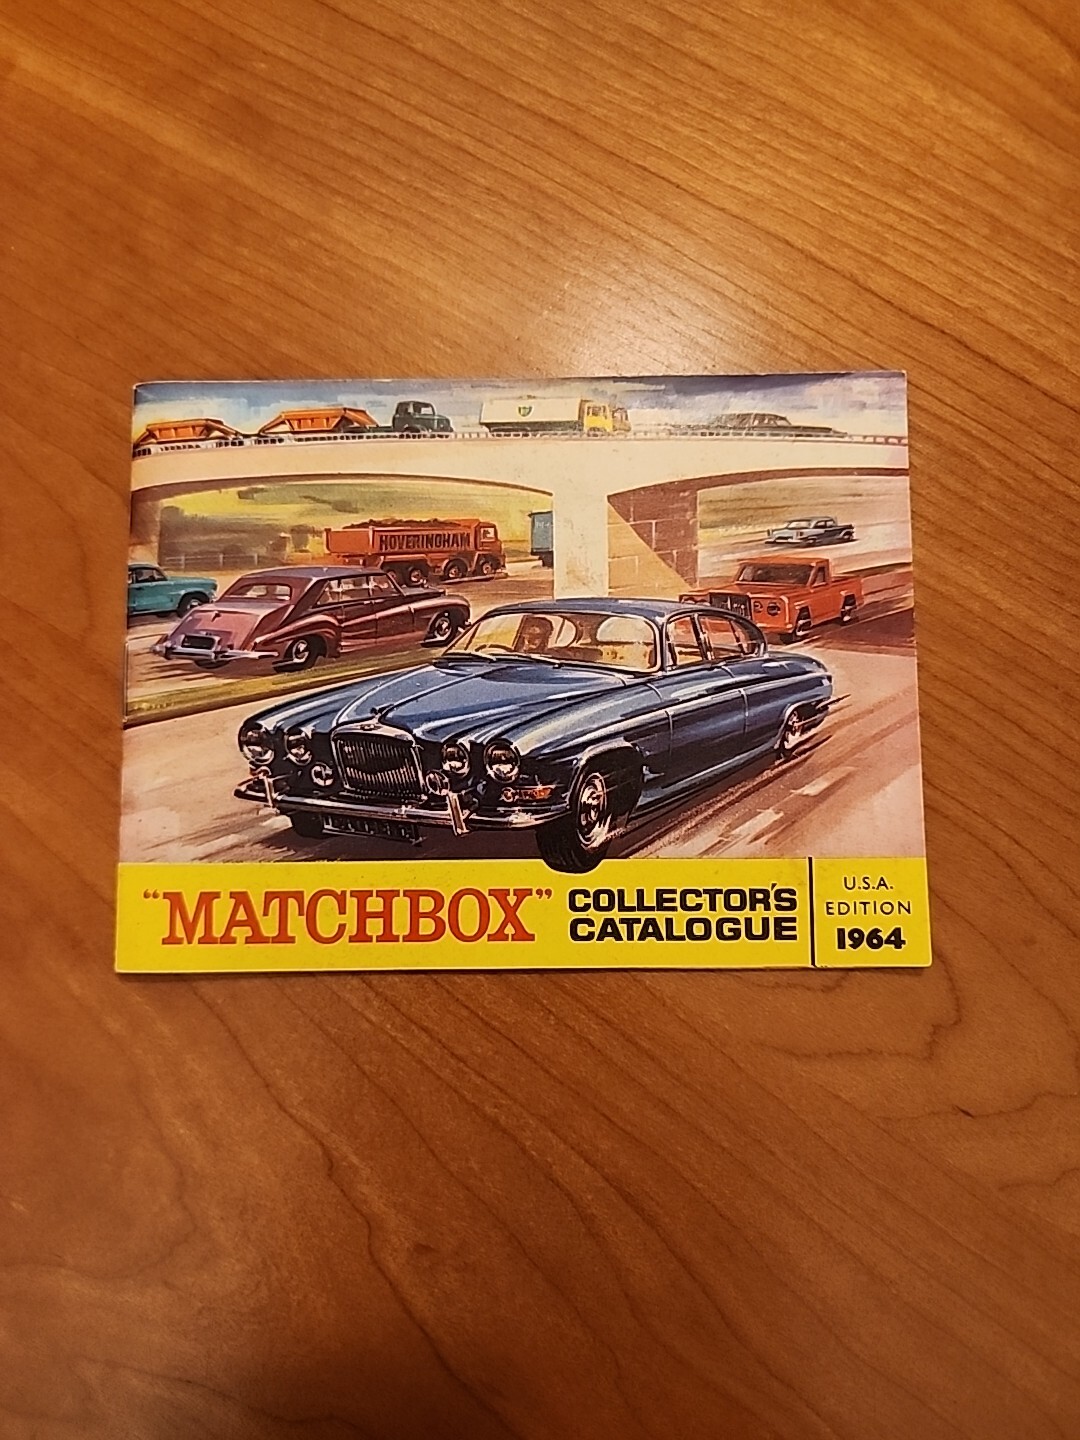 HOVERINGHAM
"MATCHBOX"
COLLECTOR'S
CATALOGUE
U.S.A.
EDITION
1964